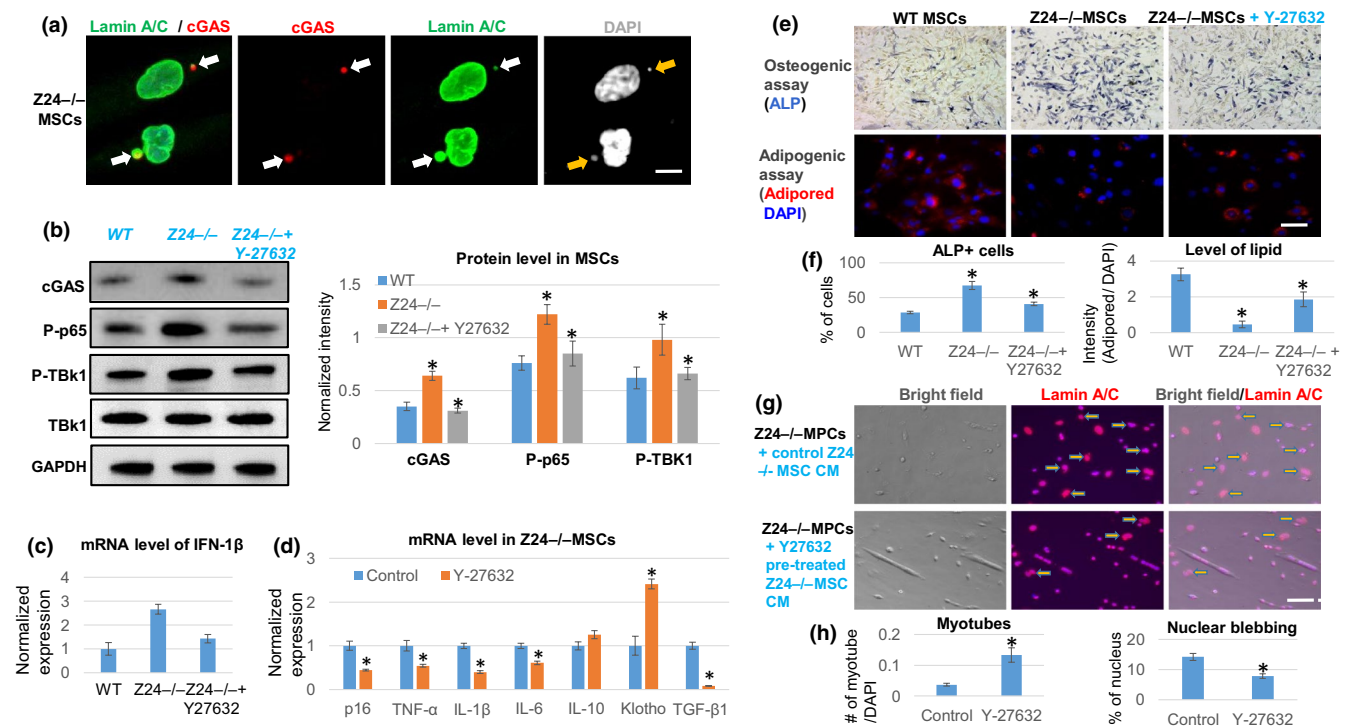 (a)
Lamin A/C / cGAS
cGAS
Lamin A/C
DAPI
Z24–/–
MSCs
(b)
WT
Z24–/–
Z24–/–+
Y-27632
cGAS
P-p65
P-TBk1
TBk1
GAPDH
Protein level in MSCs
Normalized intensity
1.5
1
0.5
0
WT
Z24–/–
Z24–/–+ Y27632
*
*
*
*
*
*
cGAS
P-p65
P-TBK1
(c)
mRNA level of IFN-1β
Normalized
expression
4
3
2
1
0
WT
Z24–/–
Z24–/–+
Y27632
(d)
mRNA level in Z24–/–MSCs
Normalized
expression
3
2
1
0
Control
Y-27632
*
*
*
*
*
*
p16
TNF-α
IL-1β
IL-6
IL-10
Klotho
TGF-β1
(e)
WT MSCs
Z24–/–MSCs
Z24–/–MSCs + Y-27632
Osteogenic
assay
(ALP)
Adipogenic
assay
(Adipored
DAPI)
(f)
ALP+ cells
% of cells
100
50
0
*
*
WT
Z24–/–
Z24–/–+
Y27632
Level of lipid
Intensity
(Adipored/ DAPI)
4
2
0
*
*
WT
Z24–/–
Z24–/– +
Y27632
(g)
Bright field
Lamin A/C
Bright field/Lamin A/C
Z24–/–MPCs
+ control Z24
-/- MSC CM
Z24–/–MPCs
+ Y27632
pre-treated
Z24–/–MSC
CM
(h)
Myotubes
# of myotube
/DAPI
0.2
0.1
0
*
Control
Y-27632
Nuclear blebbing
% of nucleus
20
10
0
*
Control
Y-27632